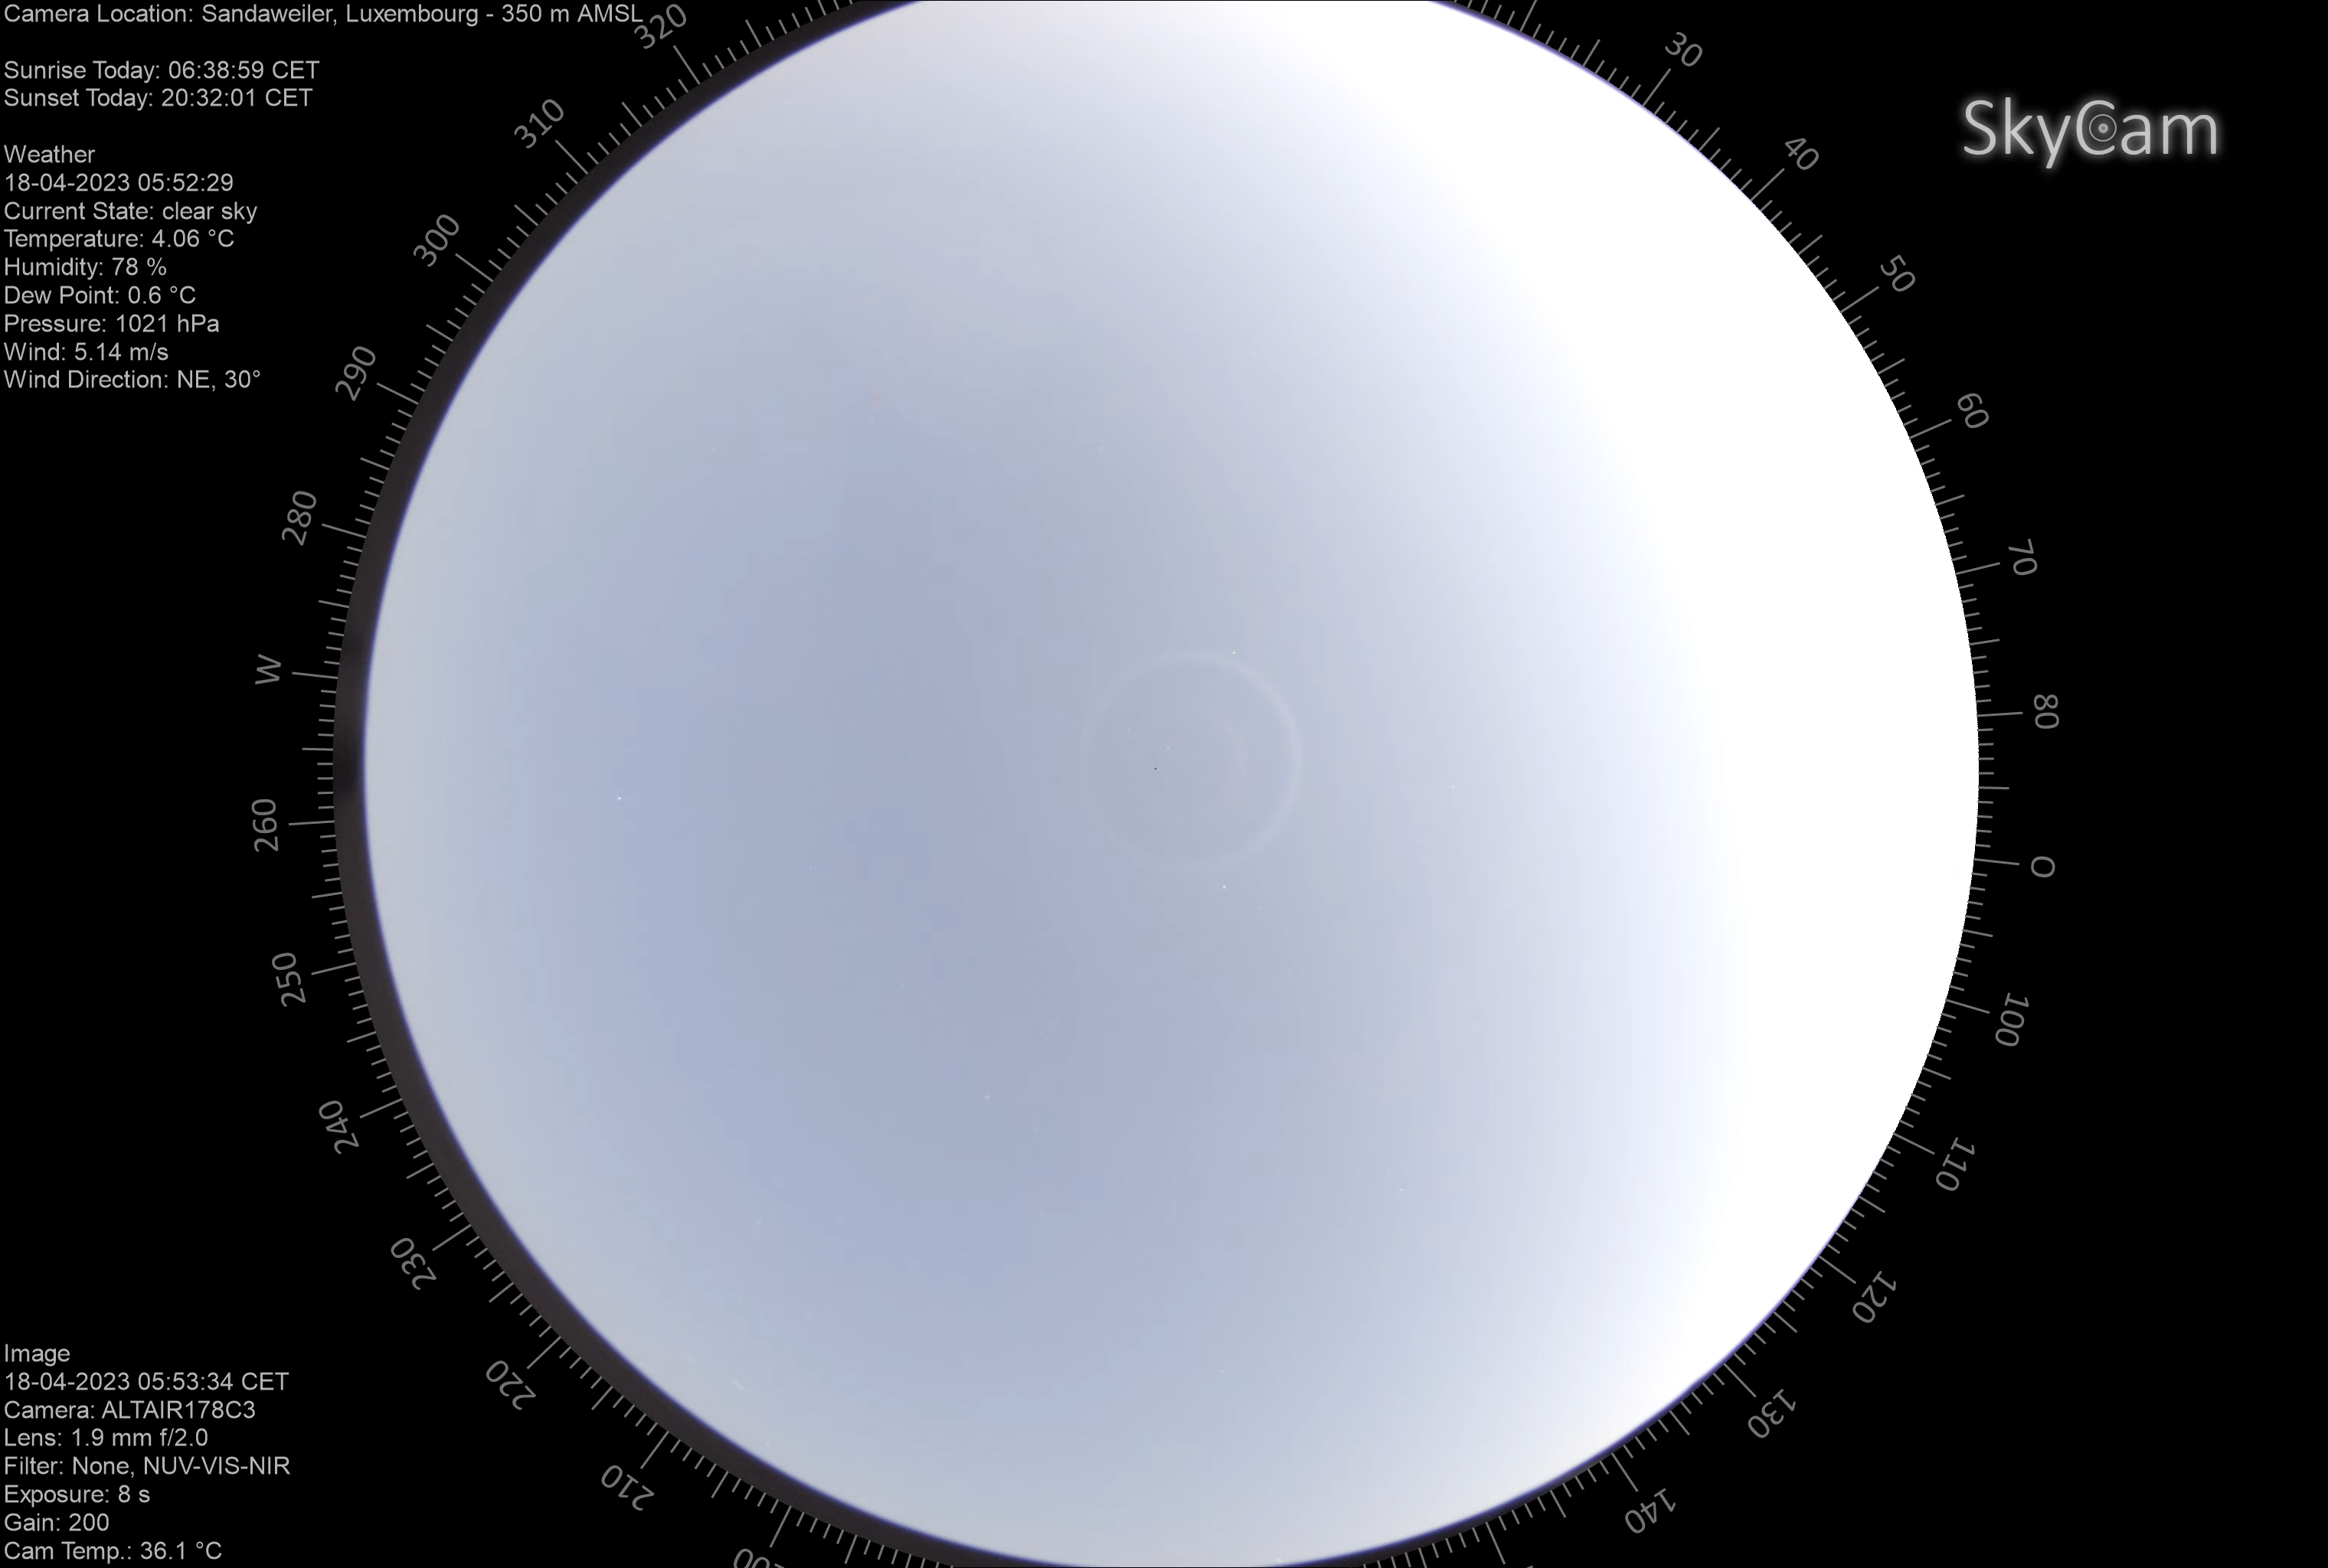 Camera Location: Sandaweiler, Luxembourg - 350 m AMSL
Sunrise Today: 06:38:59 CET
Sunset Today: 20:32:01 CET
Weather
18-04-2023 05:52:29
Current State: clear sky
Temperature: 4.06 °C
Humidity: 78 %
Dew Point: 0.6 °C
Pressure: 1021 hPa
Wind: 5.14 m/s
Wind Direction: NE, 30°
SkyCam
320
30
310
40
300
50
290
60
280
70
W
80
260
O
250
100
240
110
230
120
220
130
210
140
200
Image
18-04-2023 05:53:34 CET
Camera: ALTAIR178C3
Lens: 1.9 mm f/2.0
Filter: None, NUV-VIS-NIR
Exposure: 8 s
Gain: 200
Cam Temp.: 36.1 °C